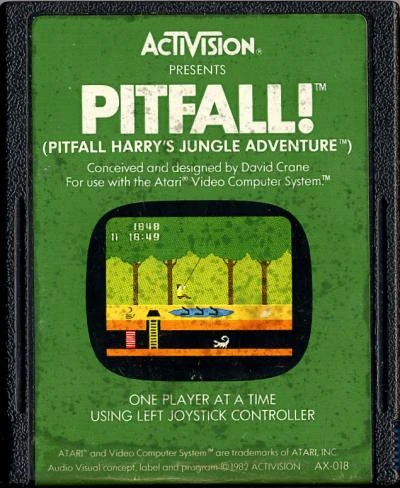 ACTIVISION®
PRESENTS
PITFALL!™
(PITFALL HARRY'S JUNGLE ADVENTURE™)
Conceived and designed by David Crane
For use with the Atari® Video Computer System.™
1840
18:49
ONE PLAYER AT A TIME
USING LEFT JOYSTICK CONTROLLER
ATARI® and Video Computer System™ are trademarks of ATARI, INC.
Audio Visual concept, label and program © 1982 ACTIVISION AX-018